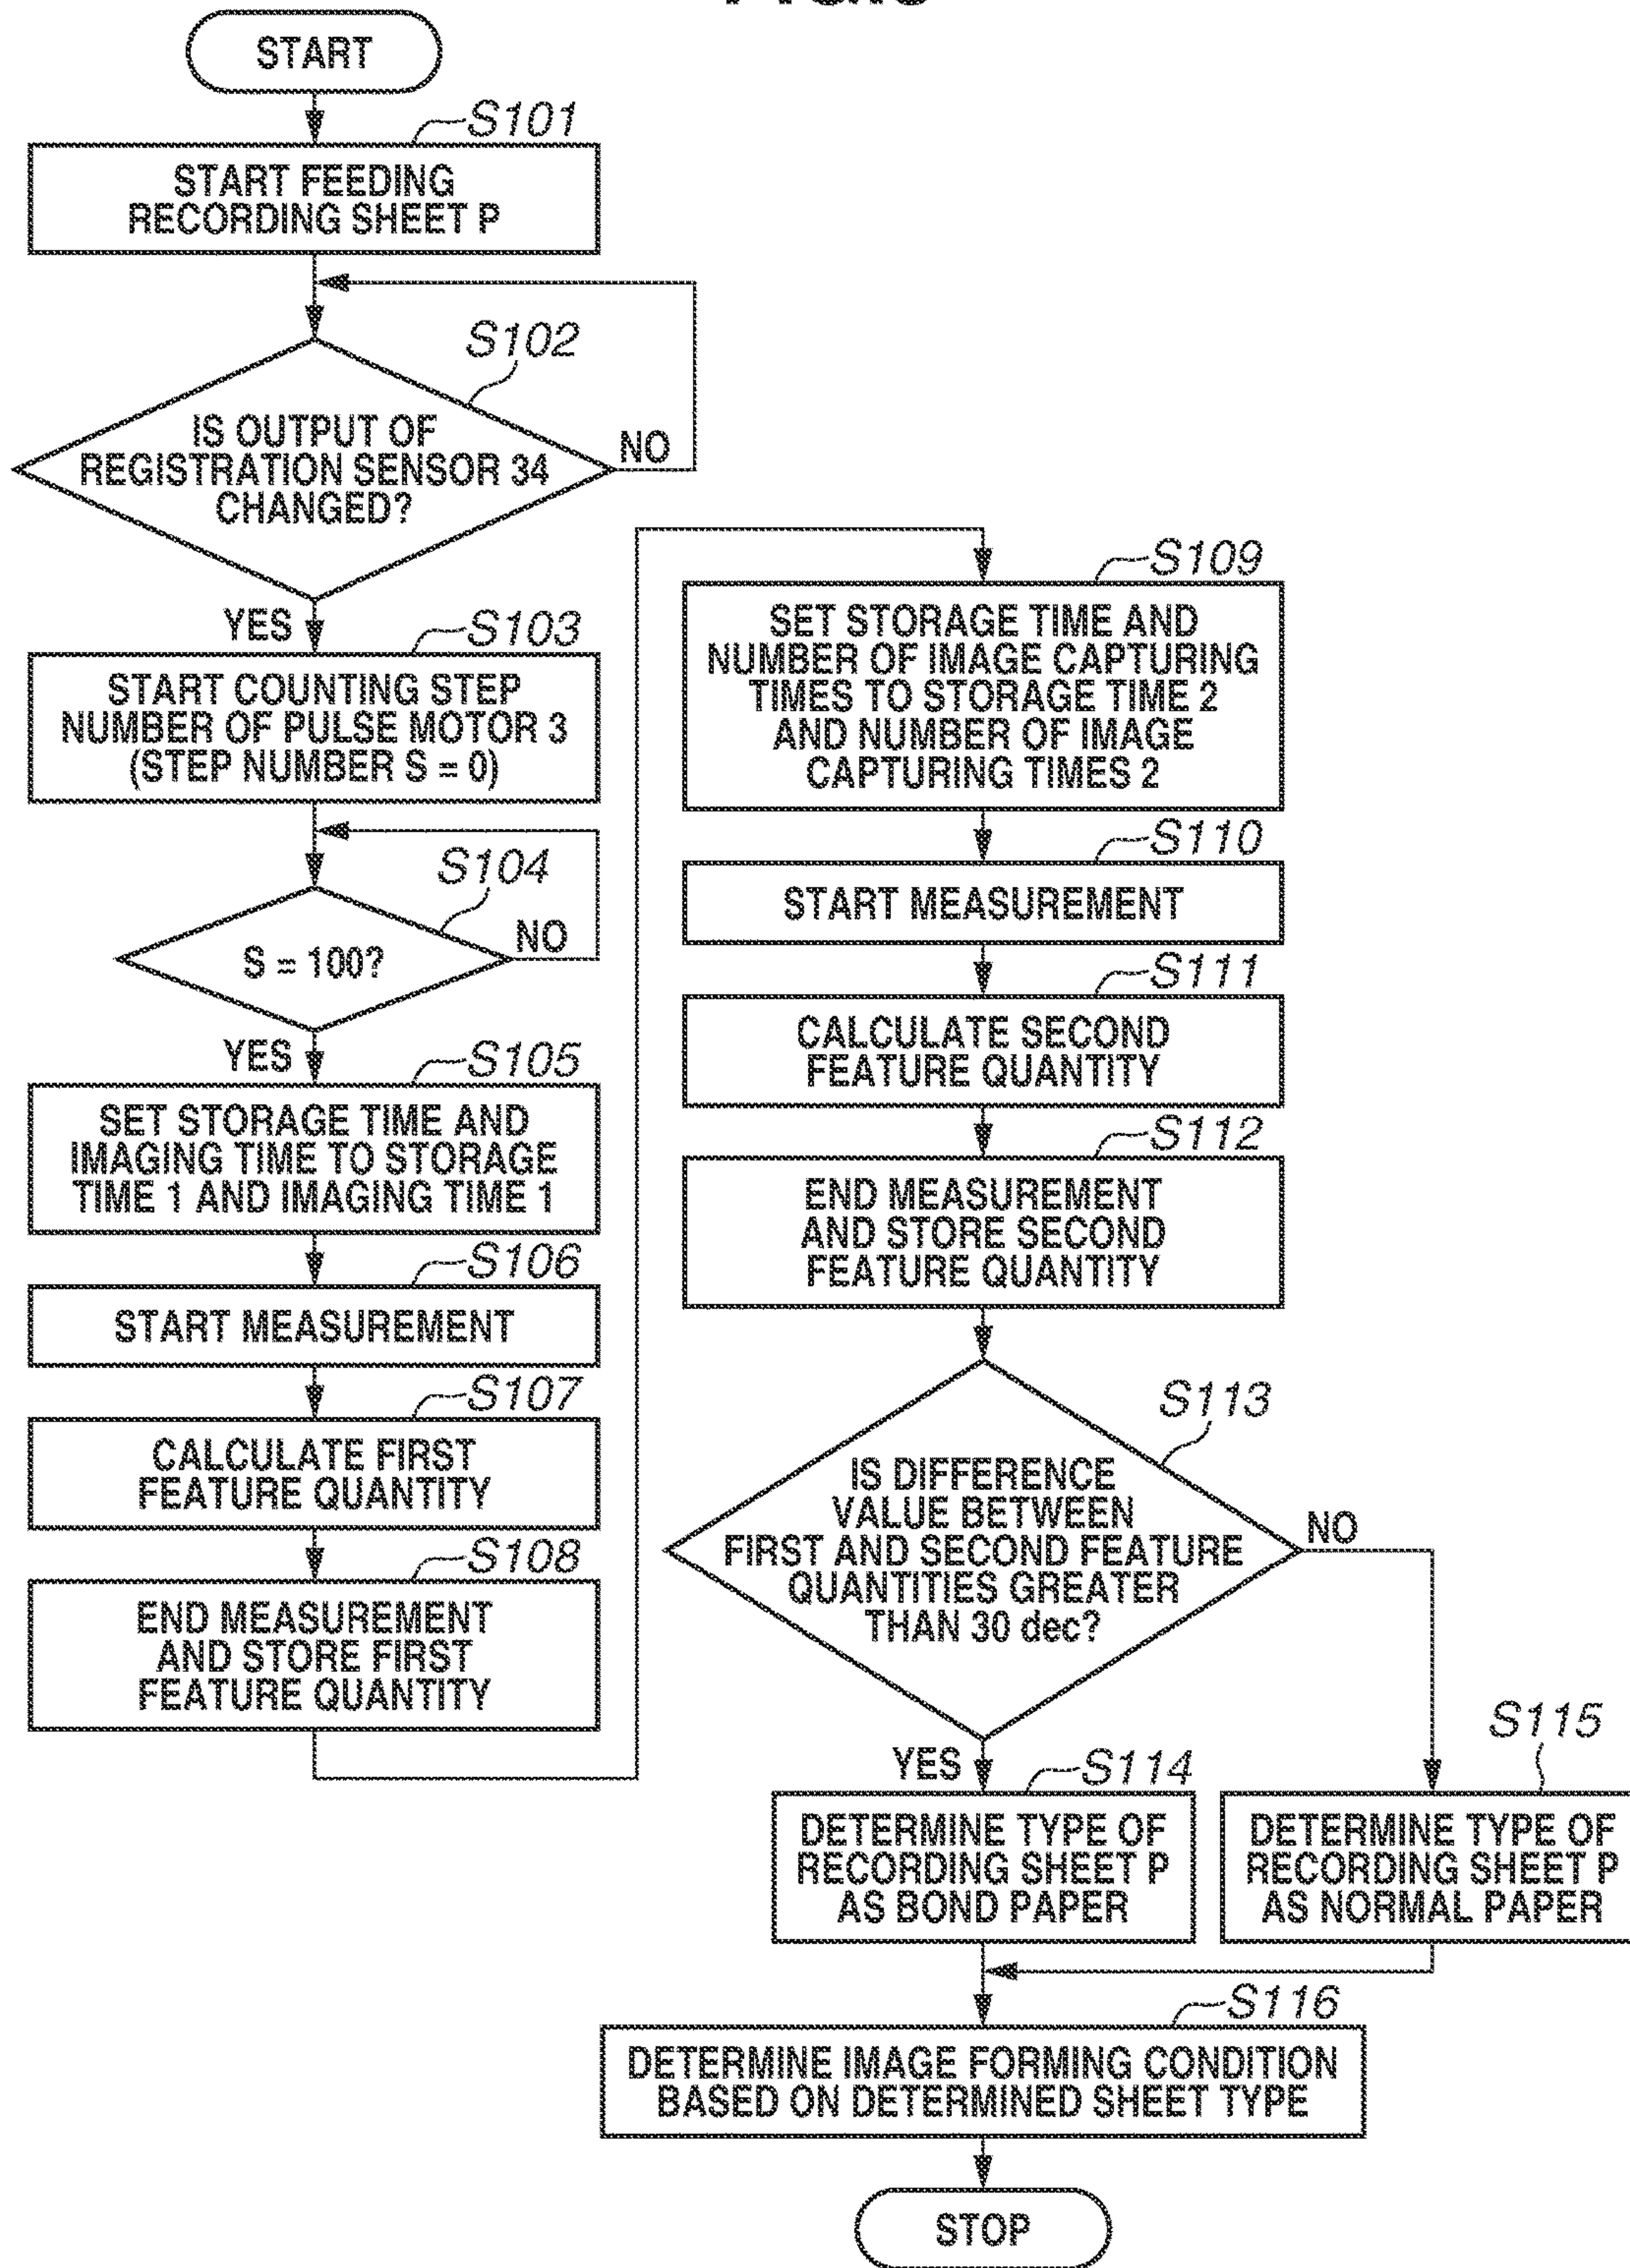 START
S101
START FEEDING
RECORDING SHEET P
S102
IS OUTPUT OF
REGISTRATION SENSOR 34
CHANGED?
NO
YES
S103
START COUNTING STEP
NUMBER OF PULSE MOTOR 3
(STEP NUMBER S = 0)
S104
S = 100?
NO
YES
S105
SET STORAGE TIME AND
IMAGING TIME TO STORAGE
TIME 1 AND IMAGING TIME 1
S106
START MEASUREMENT
S107
CALCULATE FIRST
FEATURE QUANTITY
S108
END MEASUREMENT
AND STORE FIRST
FEATURE QUANTITY
S109
SET STORAGE TIME AND
NUMBER OF IMAGE CAPTURING
TIMES TO STORAGE TIME 2
AND NUMBER OF IMAGE
CAPTURING TIMES 2
S110
START MEASUREMENT
S111
CALCULATE SECOND
FEATURE QUANTITY
S112
END MEASUREMENT
AND STORE SECOND
FEATURE QUANTITY
S113
IS DIFFERENCE
VALUE BETWEEN
FIRST AND SECOND FEATURE
QUANTITIES GREATER
THAN 30 dec?
NO
YES
S114
DETERMINE TYPE OF
RECORDING SHEET P
AS BOND PAPER
S115
DETERMINE TYPE OF
RECORDING SHEET P
AS NORMAL PAPER
S116
DETERMINE IMAGE FORMING CONDITION
BASED ON DETERMINED SHEET TYPE
STOP